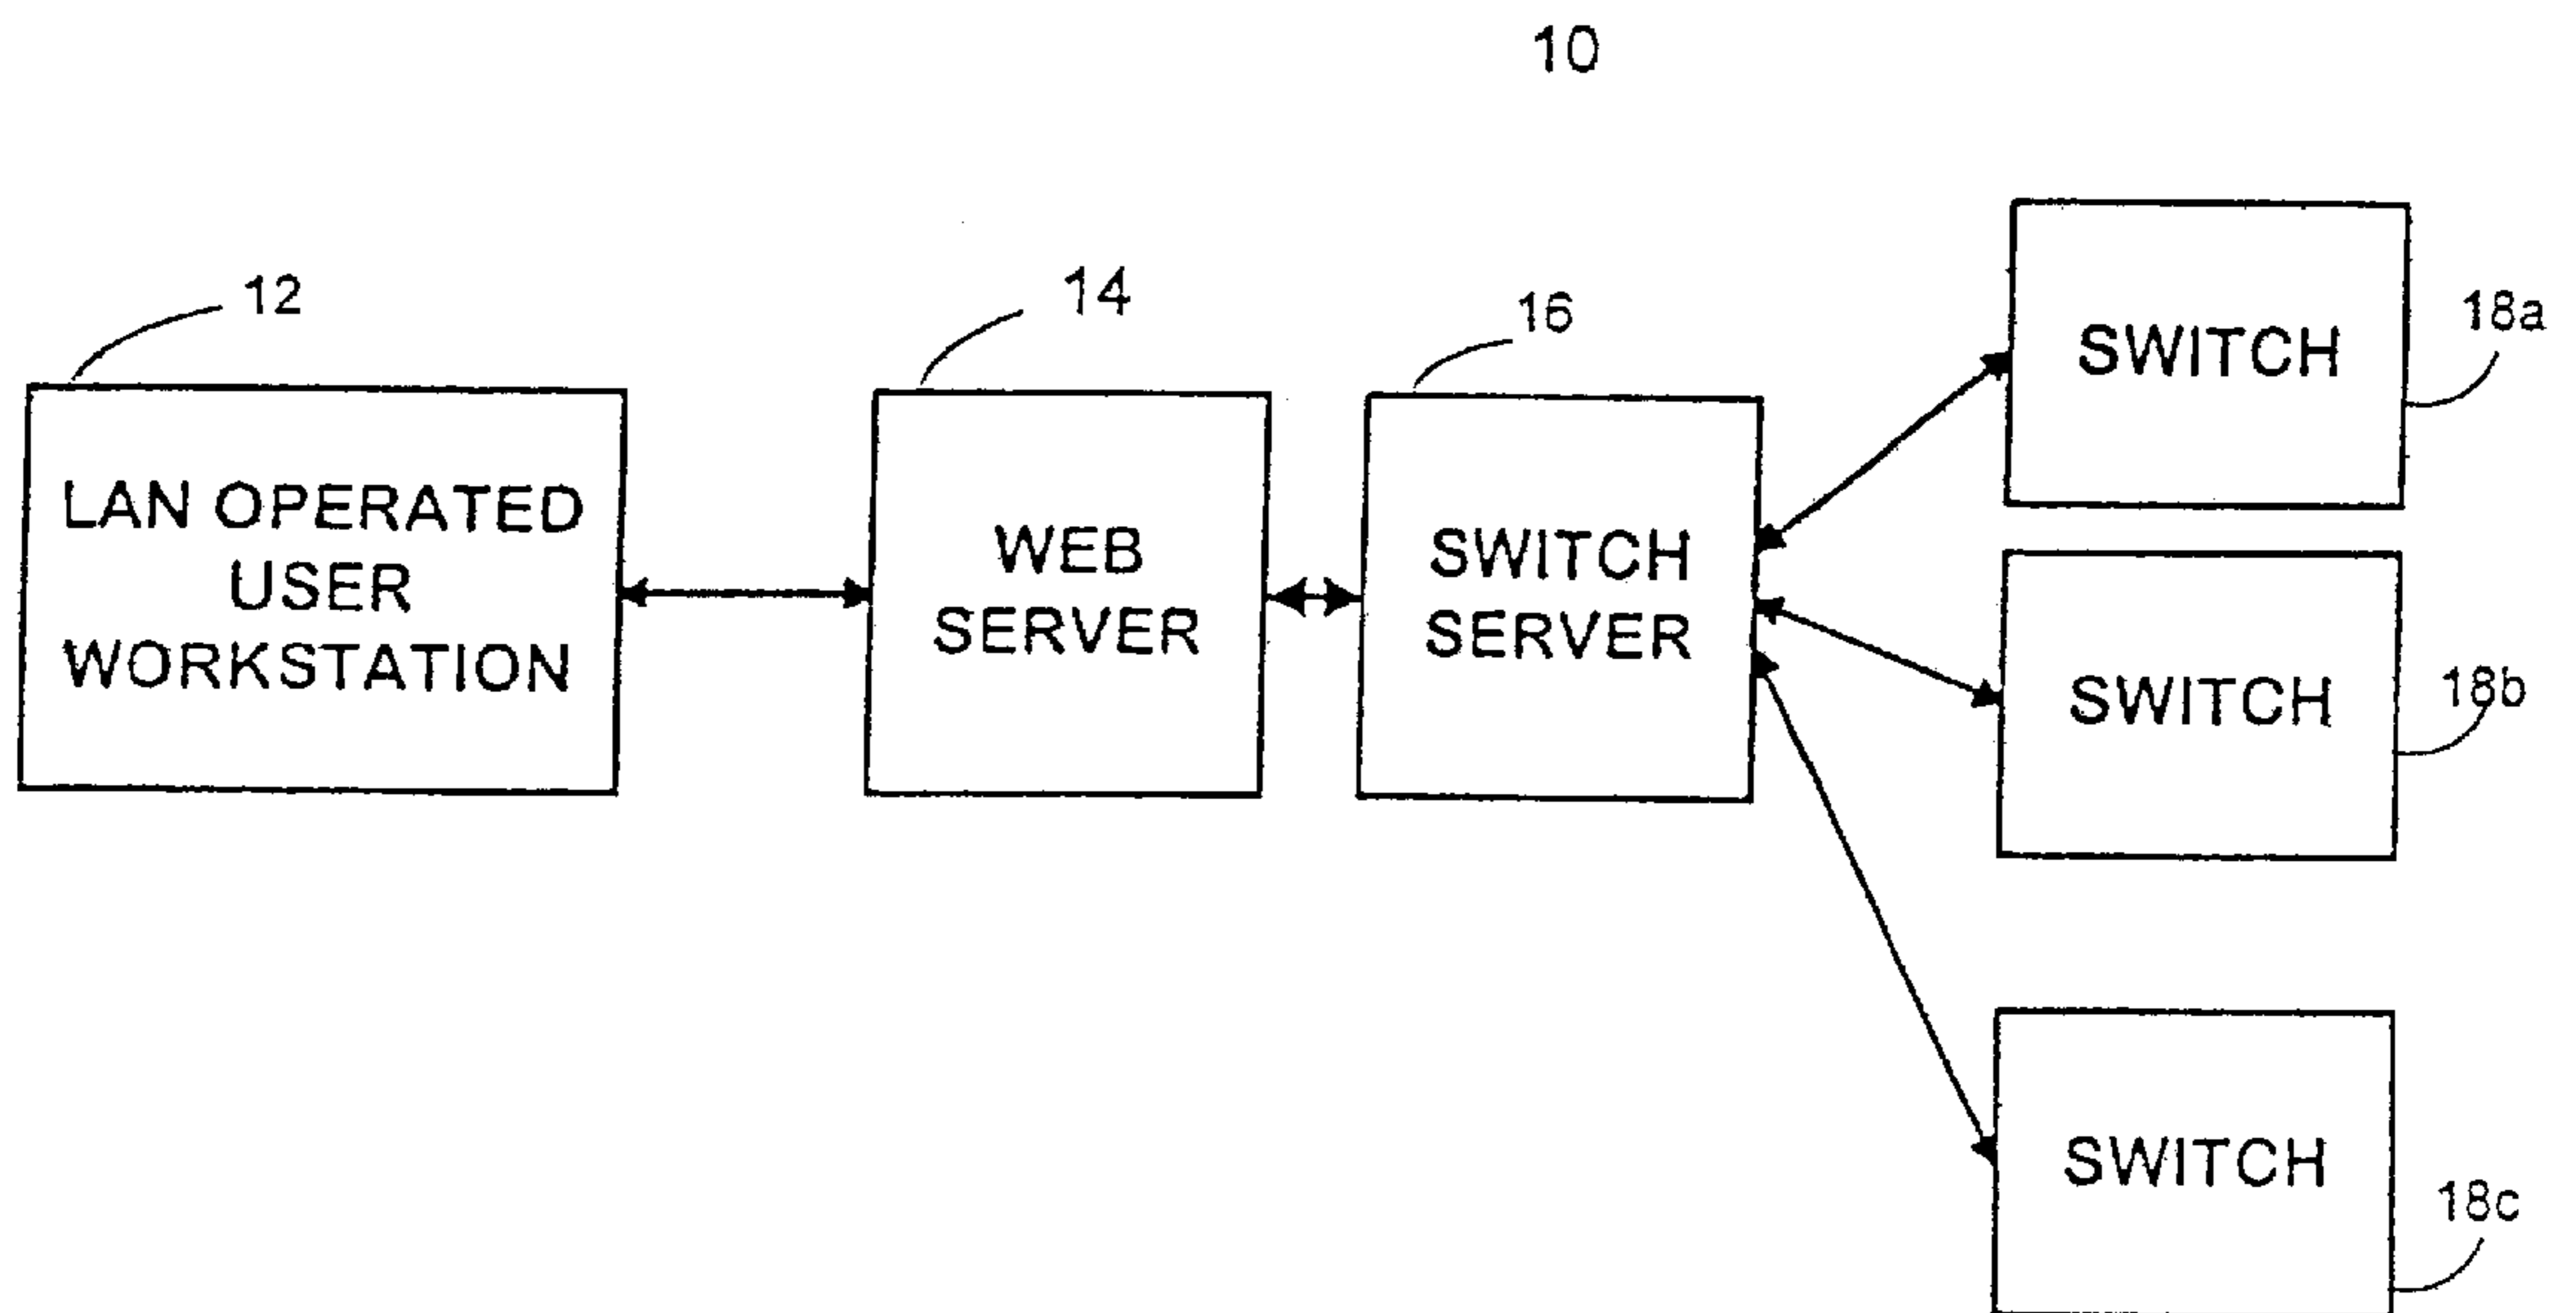 10
12
14
16
18a
LAN OPERATED
USER
WORKSTATION
WEB
SERVER
SWITCH
SERVER
SWITCH
SWITCH
18b
SWITCH
18c